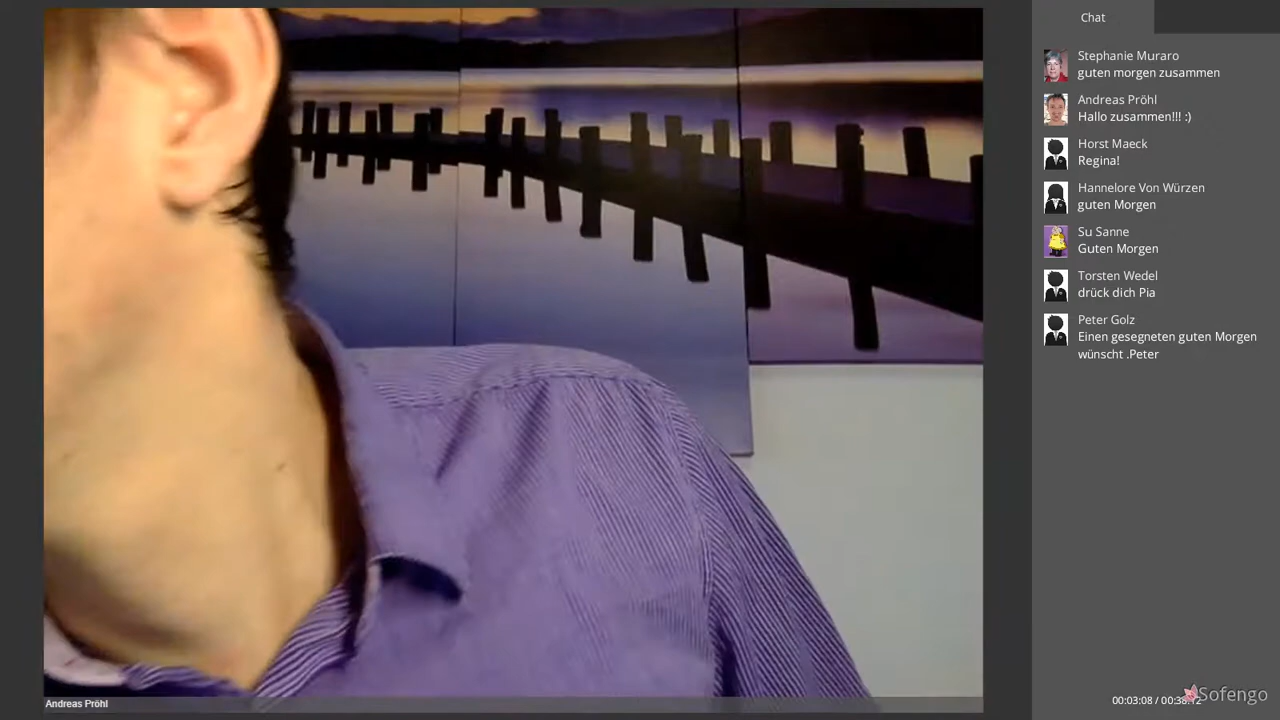 Chat
Stephanie Muraro
guten morgen zusammen
Andreas Pröhl
Hallo zusammen!!! :)
Horst Maeck
Regina!
Hannelore Von Würzen
guten Morgen
Su Sanne
Guten Morgen
Torsten Wedel
drück dich Pia
Peter Golz
Einen gesegneten guten Morgen
wünscht .Peter
Andreas Pröhl
00:03:08 /
Sofengo